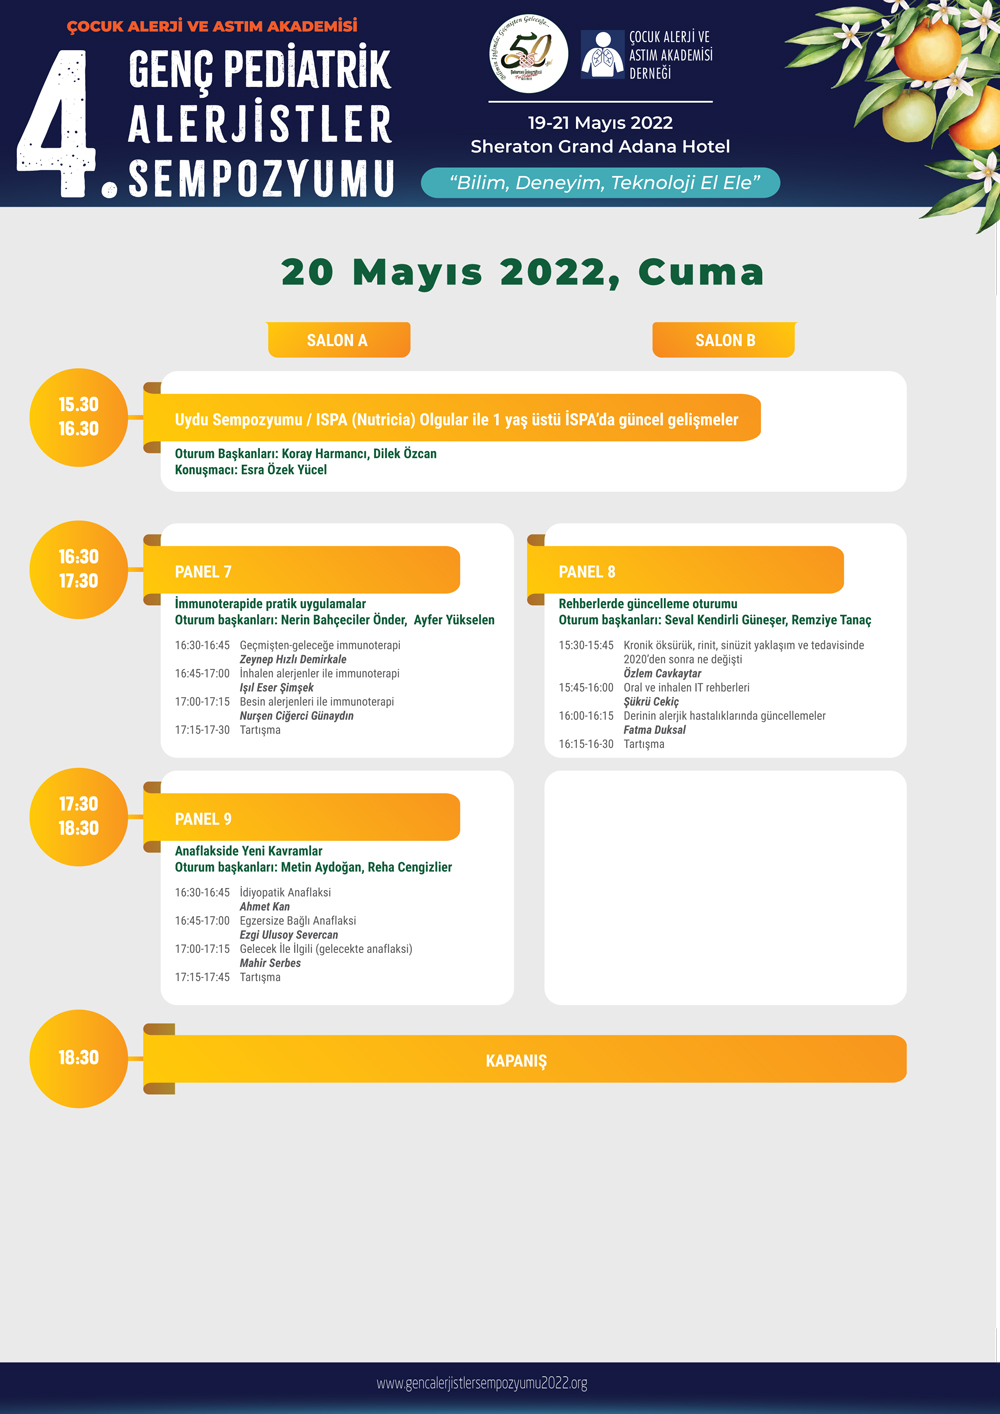 ÇOCUK ALERJİ VE ASTIM AKADEMİSİ
4. GENÇ PEDİATRİK
ALERJİSTLER
SEMPOZYUMU
Geçmişten Geleceğe...
50
ÇOCUK ALERJİ VE
ASTIM AKADEMİSİ
DERNEĞİ
19-21 Mayıs 2022
Sheraton Grand Adana Hotel
“Bilim, Deneyim, Teknoloji El Ele”
20 Mayıs 2022, Cuma
SALON A
SALON B
15.30
16.30
Uydu Sempozyumu / ISPA (Nutricia) Olgular ile 1 yaş üstü İSPA’da güncel gelişmeler
Oturum Başkanları: Koray Harmancı, Dilek Özcan
Konuşmacı: Esra Özek Yücel
16:30
17:30
PANEL 7
İmmunoterapide pratik uygulamalar
Oturum başkanları: Nerin Bahçeciler Önder, Ayfer Yükselen
16:30-16:45 Geçmişten-geleceğe immunoterapi
Zeynep Hızlı Demirkale
16:45-17:00 İnhalen alerjenler ile immunoterapi
Işıl Eser Şimşek
17:00-17:15 Besin alerjenleri ile immunoterapi
Nurşen Ciğerci Günaydın
17:15-17-30 Tartışma
PANEL 8
Rehberlerde güncelleme oturumu
Oturum başkanları: Seval Kendirli Güneşer, Remziye Tanaç
15:30-15:45 Kronik öksürük, rinit, sinüzit yaklaşım ve tedavisinde
2020’den sonra ne değişti
Özlem Cavkaytar
15:45-16:00 Oral ve inhalen IT rehberleri
Şükrü Cekiç
16:00-16:15 Derinin alerjik hastalıklarında güncellemeler
Fatma Duksal
16:15-16-30 Tartışma
17:30
18:30
PANEL 9
Anaflakside Yeni Kavramlar
Oturum başkanları: Metin Aydoğan, Reha Cengizlier
16:30-16:45 İdiyopatik Anaflaksi
Ahmet Kan
16:45-17:00 Egzersize Bağlı Anaflaksi
Ezgi Ulusoy Severcan
17:00-17:15 Gelecek İle İlgili (gelecekte anaflaksi)
Mahir Serbes
17:15-17:45 Tartışma
18:30
KAPANIŞ
www.gencalerjistlersempozyumu2022.org